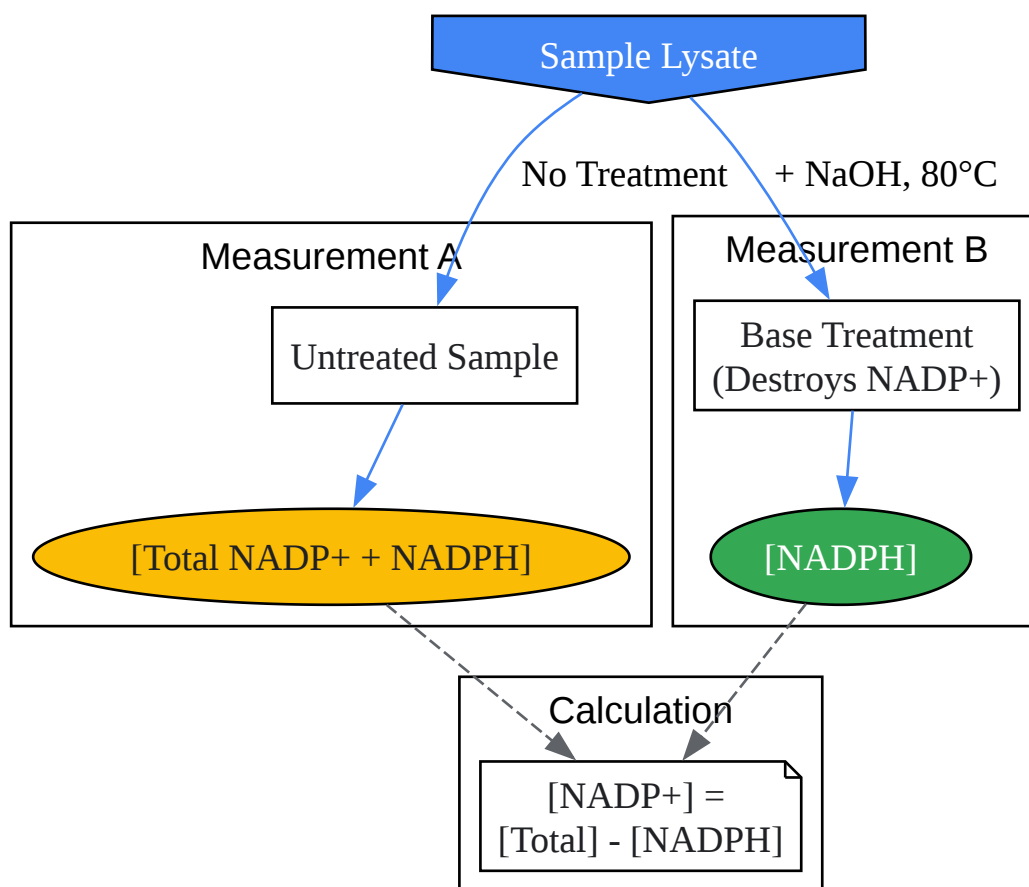 Sample Lysate
No Treatment
+ NaOH, 80°C
Measurement A
Measurement B
Untreated Sample
Base Treatment
(Destroys NADP+)
[Total NADP+ + NADPH]
[NADPH]
Calculation
[NADP+] =
[Total] - [NADPH]